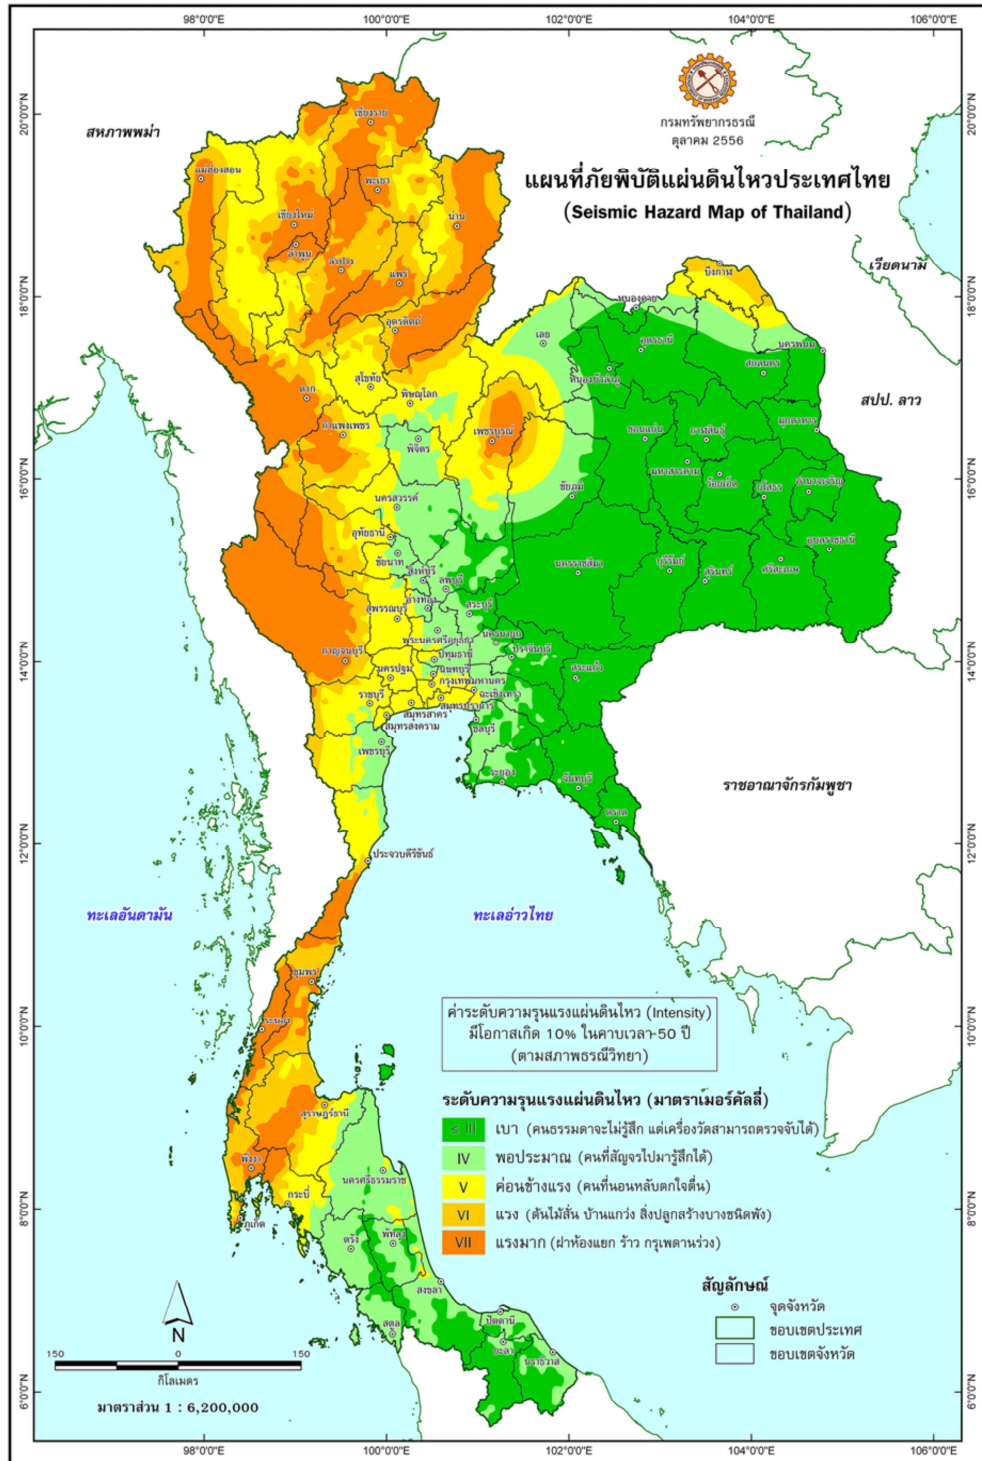 98°0'0"E
100°0'0"E
102°0'0"E
104°0'0"E
106°0'0"E
20°0'0"N
18°0'0"N
16°0'0"N
14°0'0"N
12°0'0"N
10°0'0"N
8°0'0"N
6°0'0"N
กรมทรัพยากรธรณี
ตุลาคม 2556
แผนที่ภัยพิบัติแผ่นดินไหวประเทศไทย
(Seismic Hazard Map of Thailand)
สหภาพพม่า
เวียดนาม
สปป. ลาว
ราชอาณาจักรกัมพูชา
ทะเลอันดามัน
ทะเลอ่าวไทย
เชียงราย
แม่ฮ่องสอน
พะเยา
เชียงใหม่
น่าน
ลำพูน
ลำปาง
แพร่
อุตรดิตถ์
บึงกาฬ
หนองคาย
เลย
อุดรธานี
นครพนม
สกลนคร
หนองบัวลำภู
สุโขทัย
ตาก
พิษณุโลก
กำแพงเพชร
พิจิตร
เพชรบูรณ์
ขอนแก่น
กาฬสินธุ์
มุกดาหาร
มหาสารคาม
ร้อยเอ็ด
ยโสธร
อำนาจเจริญ
ชัยภูมิ
นครสวรรค์
อุทัยธานี
ชัยนาท
สิงห์บุรี
ลพบุรี
อ่างทอง
สระบุรี
สุพรรณบุรี
นครราชสีมา
บุรีรัมย์
สุรินทร์
ศรีสะเกษ
อุบลราชธานี
พระนครศรีอยุธยา
นครนายก
ปราจีนบุรี
ปทุมธานี
กาญจนบุรี
นครปฐม
นนทบุรี
กรุงเทพมหานคร
สระแก้ว
ฉะเชิงเทรา
ราชบุรี
สมุทรปราการ
สมุทรสาคร
สมุทรสงคราม
ชลบุรี
เพชรบุรี
ระยอง
จันทบุรี
ตราด
ประจวบคีรีขันธ์
ชุมพร
ระนอง
สุราษฎร์ธานี
พังงา
กระบี่
นครศรีธรรมราช
ภูเก็ต
ตรัง
พัทลุง
สงขลา
สตูล
ปัตตานี
ยะลา
นราธิวาส
ค่าระดับความรุนแรงแผ่นดินไหว (Intensity)
มีโอกาสเกิด 10% ในคาบเวลา 50 ปี
(ตามสภาพธรณีวิทยา)
ระดับความรุนแรงแผ่นดินไหว (มาตราเมอร์คัลลี่)
≤ III เบา (คนธรรมดาจะไม่รู้สึก แต่เครื่องวัดสามารถตรวจจับได้)
IV พอประมาณ (คนที่สัญจรไปมารู้สึกได้)
V ค่อนข้างแรง (คนที่นอนหลับตกใจตื่น)
VI แรง (ต้นไม้สั่น บ้านแกว่ง สิ่งปลูกสร้างบางชนิดพัง)
VII แรงมาก (ฝาห้องแยก ร้าว กรุเพดานร่วง)
สัญลักษณ์
จุดจังหวัด
ขอบเขตประเทศ
ขอบเขตจังหวัด
N
150 0 150
กิโลเมตร
มาตราส่วน 1 : 6,200,000
98°0'0"E
100°0'0"E
102°0'0"E
104°0'0"E
106°0'0"E
20°0'0"N
18°0'0"N
16°0'0"N
14°0'0"N
12°0'0"N
10°0'0"N
8°0'0"N
6°0'0"N